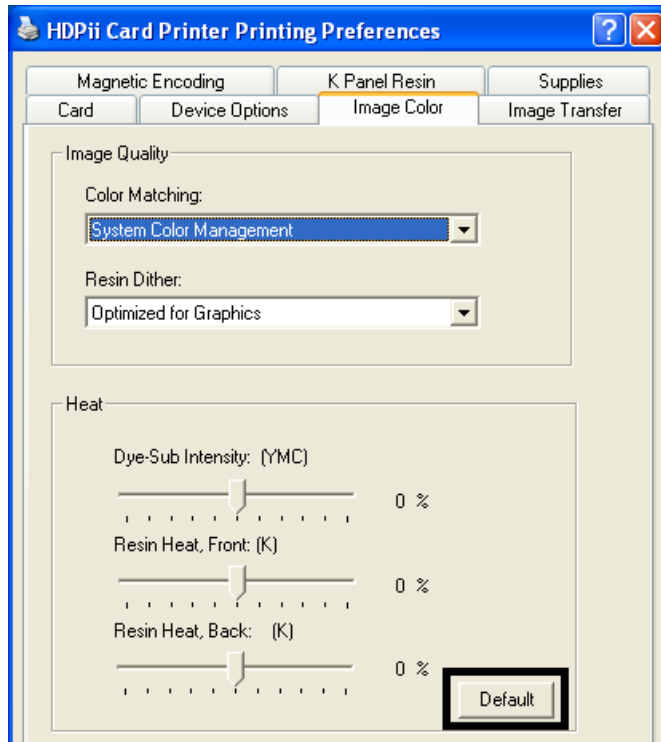 HDPii Card Printer Printing Preferences
Magnetic Encoding K Panel Resin Supplies
Card Device Options Image Color Image Transfer
Image Quality
Color Matching:
System Color Management
Resin Dither:
Optimized for Graphics
Heat
Dye-Sub Intensity: (YMC)
0 %
Resin Heat, Front: (K)
0 %
Resin Heat, Back: (K)
0 %
Default